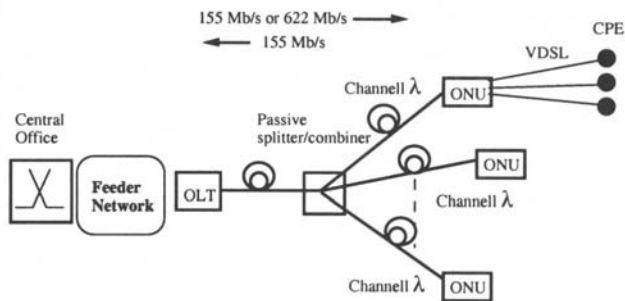 155 Mb/s or 622 Mb/s
155 Mb/s
CPE
VDSL
Channell λ
ONU
Passive
splitter/combiner
Central
Office
Feeder
Network
OLT
ONU
Channell λ
Channell λ
ONU